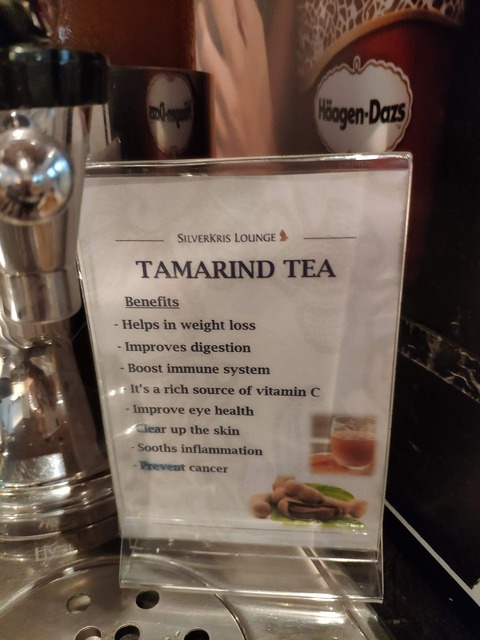 Häagen-Dazs
SILVERKRIS LOUNGE
TAMARIND TEA
Benefits
- Helps in weight loss
- Improves digestion
- Boost immune system
- It's a rich source of vitamin C
- Improve eye health
- Clear up the skin
- Sooths inflammation
- Prevent cancer